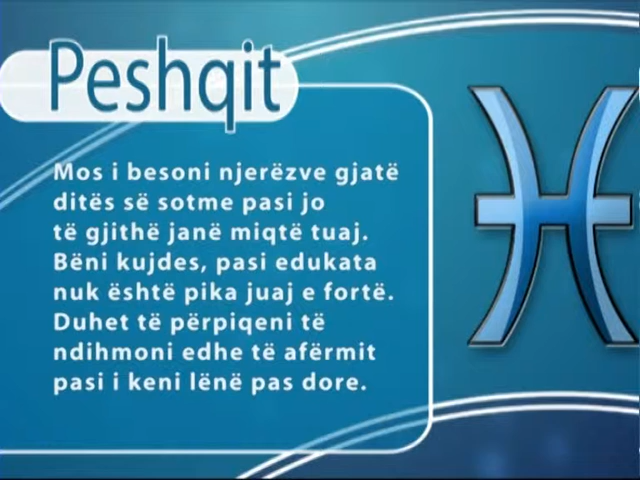 Peshqit
Mos i besoni njerëzve gjatë
ditës së sotme pasi jo
të gjithë janë miqtë tuaj.
Bëni kujdes, pasi edukata
nuk është pika juaj e fortë.
Duhet të përpiqeni të
ndihmoni edhe të afërmit
pasi i keni lënë pas dore.